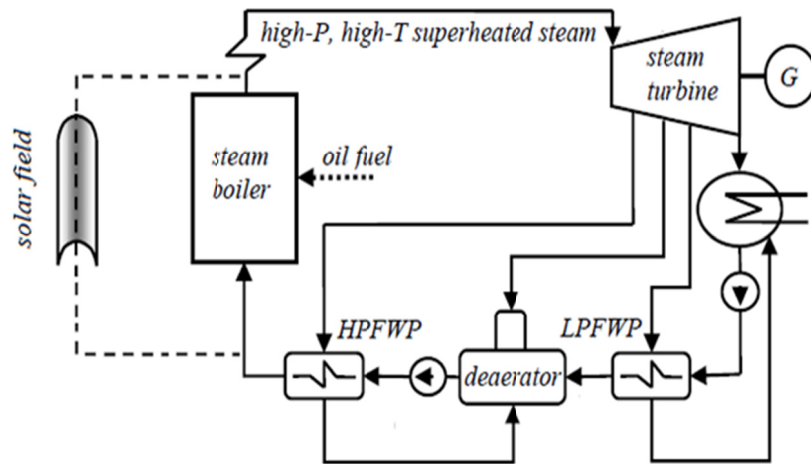 high-P, high-T superheated steam
steam
turbine
G
solar field
steam
boiler
oil fuel
HPFWP
LPFWP
deaerator